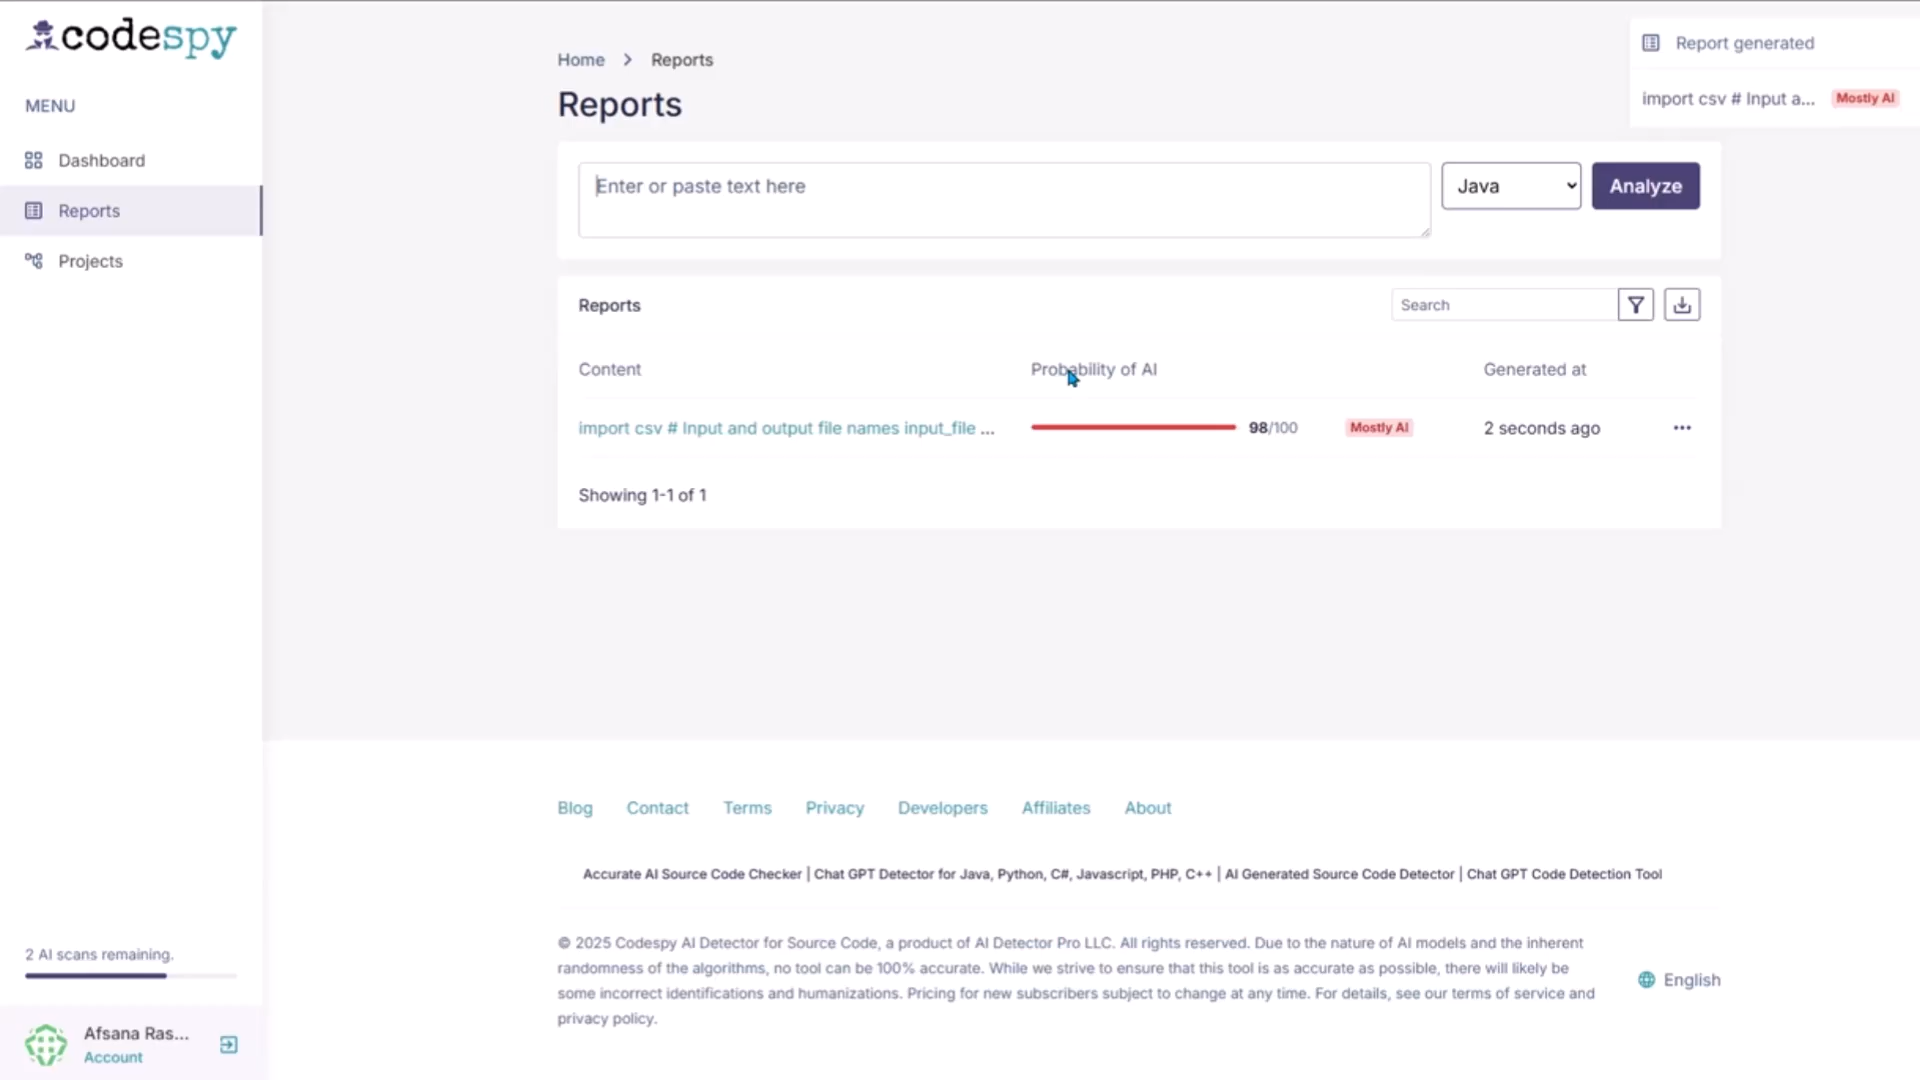 codespy
MENU
Dashboard
Reports
Projects
2 AI scans remaining.
Afsana Ras...
Account
Home > Reports
Reports
Enter or paste text here
Java
Analyze
Report generated
import csv # Input a... Mostly AI
Reports
Search
Content Probability of AI Generated at
import csv # Input and output file names input_file ... 98/100 Mostly AI 2 seconds ago ...
Showing 1-1 of 1
Blog Contact Terms Privacy Developers Affiliates About
Accurate AI Source Code Checker | Chat GPT Detector for Java, Python, C#, Javascript, PHP, C++ | AI Generated Source Code Detector | Chat GPT Code Detection Tool
© 2025 Codespy AI Detector for Source Code, a product of AI Detector Pro LLC. All rights reserved. Due to the nature of AI models and the inherent
randomness of the algorithms, no tool can be 100% accurate. While we strive to ensure that this tool is as accurate as possible, there will likely be
some incorrect identifications and humanizations. Pricing for new subscribers subject to change at any time. For details, see our terms of service and
privacy policy.
English